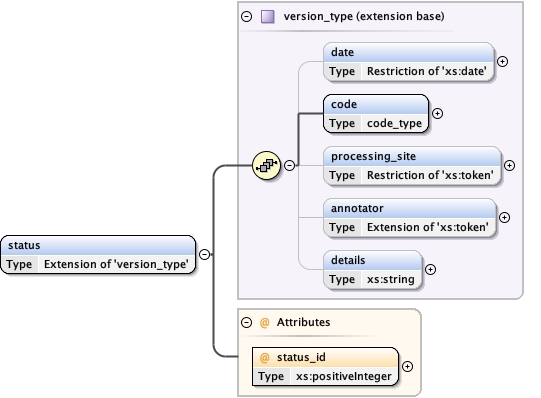 version_type (extension base)
date
Type Restriction of 'xs:date'
code
Type code_type
processing_site
Type Restriction of 'xs:token'
annotator
Type Extension of 'xs:token'
details
Type xs:string
status
Type Extension of 'version_type'
@ Attributes
@ status_id
Type xs:positiveInteger